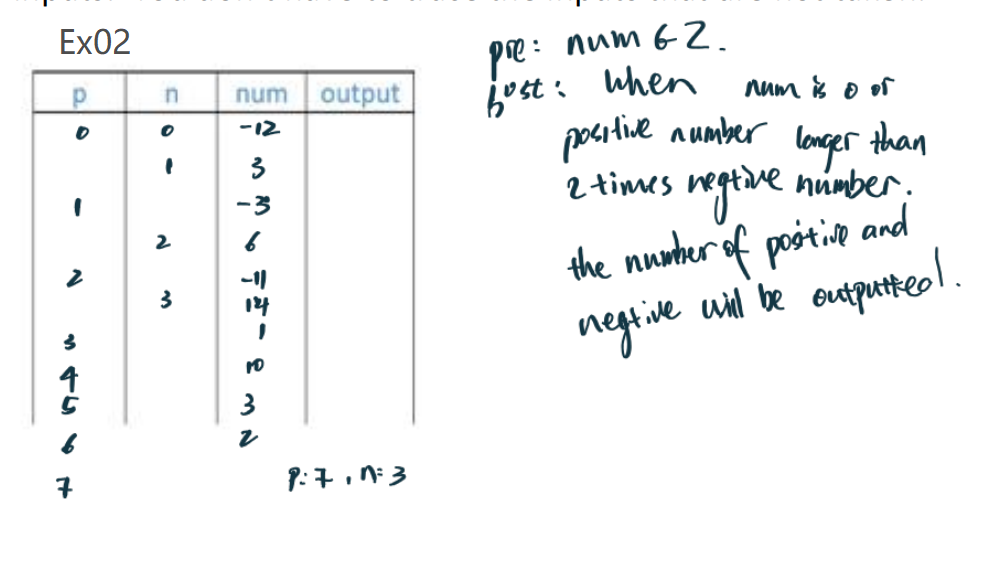 Ex02
pre: num ∈ Z.
post: when num is 0 or
positive number longer than
2 times negtive number.
the number of positive and
negtive will be outputted.
p n num output
0 0 -12
1 3
1 -3
2 6
2 -11
3 14
3 1
4 10
5 3
6 2
7 p: 7, n: 3